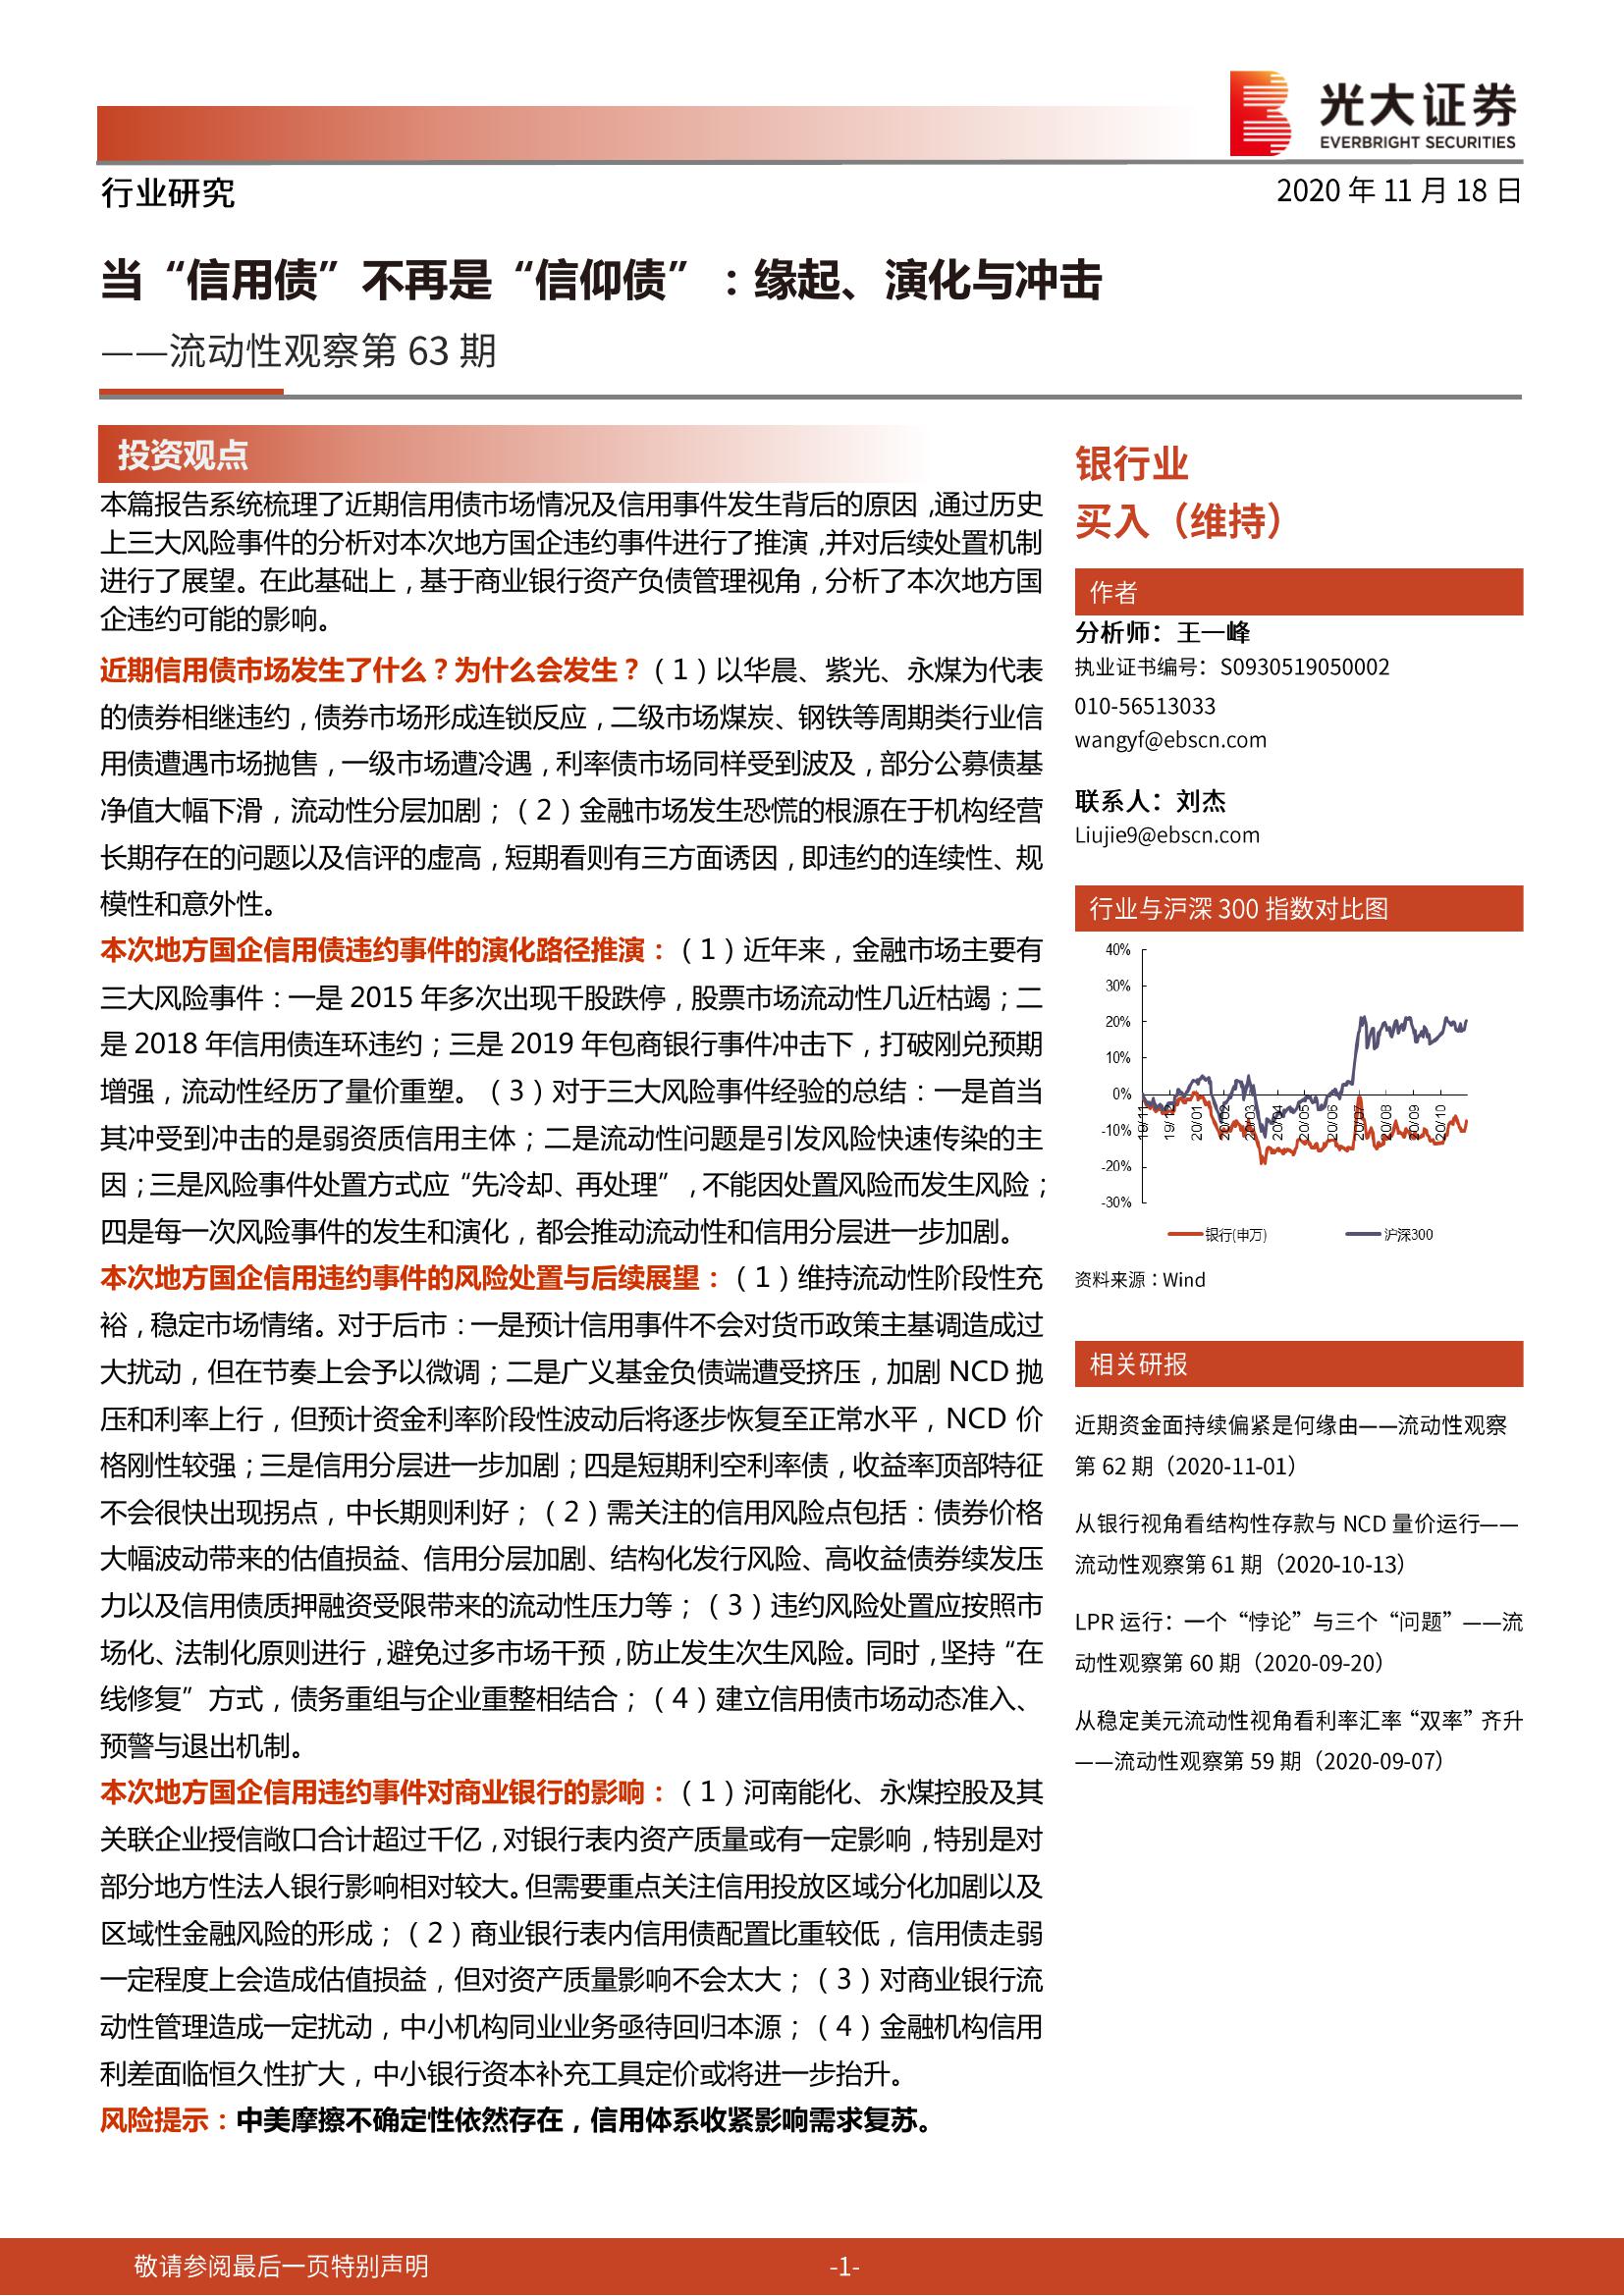 光大证券
EVERBRIGHT SECURITIES
行业研究
2020 年 11 月 18 日
当“信用债”不再是“信仰债”：缘起、演化与冲击
——流动性观察第 63 期
投资观点
本篇报告系统梳理了近期信用债市场情况及信用事件发生背后的原因，通过历史
上三大风险事件的分析对本次地方国企违约事件进行了推演，并对后续处置机制
进行了展望。在此基础上，基于商业银行资产负债管理视角，分析了本次地方国
企违约可能的影响。
近期信用债市场发生了什么？为什么会发生？（1）以华晨、紫光、永煤为代表
的债券相继违约，债券市场形成连锁反应，二级市场煤炭、钢铁等周期类行业信
用债遭遇市场抛售，一级市场遭冷遇，利率债市场同样受到波及，部分公募债基
净值大幅下滑，流动性分层加剧；（2）金融市场发生恐慌的根源在于机构经营
长期存在的问题以及信评的虚高，短期看则有三方面诱因，即违约的连续性、规
模性和意外性。
本次地方国企信用债违约事件的演化路径推演：（1）近年来，金融市场主要有
三大风险事件：一是 2015 年多次出现千股跌停，股票市场流动性几近枯竭；二
是 2018 年信用债连环违约；三是 2019 年包商银行事件冲击下，打破刚兑预期
增强，流动性经历了量价重塑。（3）对于三大风险事件经验的总结：一是首当
其冲受到冲击的是弱资质信用主体；二是流动性问题是引发风险快速传染的主
因；三是风险事件处置方式应“先冷却、再处理”，不能因处置风险而发生风险；
四是每一次风险事件的发生和演化，都会推动流动性和信用分层进一步加剧。
本次地方国企信用违约事件的风险处置与后续展望：（1）维持流动性阶段性充
裕，稳定市场情绪。对于后市：一是预计信用事件不会对货币政策主基调造成过
大扰动，但在节奏上会予以微调；二是广义基金负债端遭受挤压，加剧 NCD 抛
压和利率上行，但预计资金利率阶段性波动后将逐步恢复至正常水平，NCD 价
格刚性较强；三是信用分层进一步加剧；四是短期利空利率债，收益率顶部特征
不会很快出现拐点，中长期则利好；（2）需关注的信用风险点包括：债券价格
大幅波动带来的估值损益、信用分层加剧、结构化发行风险、高收益债券续发压
力以及信用债质押融资受限带来的流动性压力等；（3）违约风险处置应按照市
场化、法制化原则进行，避免过多市场干预，防止发生次生风险。同时，坚持“在
线修复”方式，债务重组与企业重整相结合；（4）建立信用债市场动态准入、
预警与退出机制。
本次地方国企信用违约事件对商业银行的影响：（1）河南能化、永煤控股及其
关联企业授信敞口合计超过千亿，对银行表内资产质量或有一定影响，特别是对
部分地方性法人银行影响相对较大。但需要重点关注信用投放区域分化加剧以及
区域性金融风险的形成；（2）商业银行表内信用债配置比重较低，信用债走弱
一定程度上会造成估值损益，但对资产质量影响不会太大；（3）对商业银行流
动性管理造成一定扰动，中小机构同业业务亟待回归本源；（4）金融机构信用
利差面临恒久性扩大，中小银行资本补充工具定价或将进一步抬升。
风险提示：中美摩擦不确定性依然存在，信用体系收紧影响需求复苏。
银行业
买入（维持）
作者
分析师：王一峰
执业证书编号：S0930519050002
010-56513033
wangyf@ebscn.com
联系人：刘杰
Liujie9@ebscn.com
行业与沪深 300 指数对比图
40%
30%
20%
10%
0%
-10%
-20%
-30%
19/11 19/12 20/01 20/02 20/03 20/04 20/05 20/06 20/07 20/08 20/09 20/10
银行(申万) 沪深300
资料来源：Wind
相关研报
近期资金面持续偏紧是何缘由——流动性观察
第 62 期（2020-11-01）
从银行视角看结构性存款与 NCD 量价运行——
流动性观察第 61 期（2020-10-13）
LPR 运行：一个“悖论”与三个“问题”——流
动性观察第 60 期（2020-09-20）
从稳定美元流动性视角看利率汇率“双率”齐升
——流动性观察第 59 期（2020-09-07）
敬请参阅最后一页特别声明
-1-